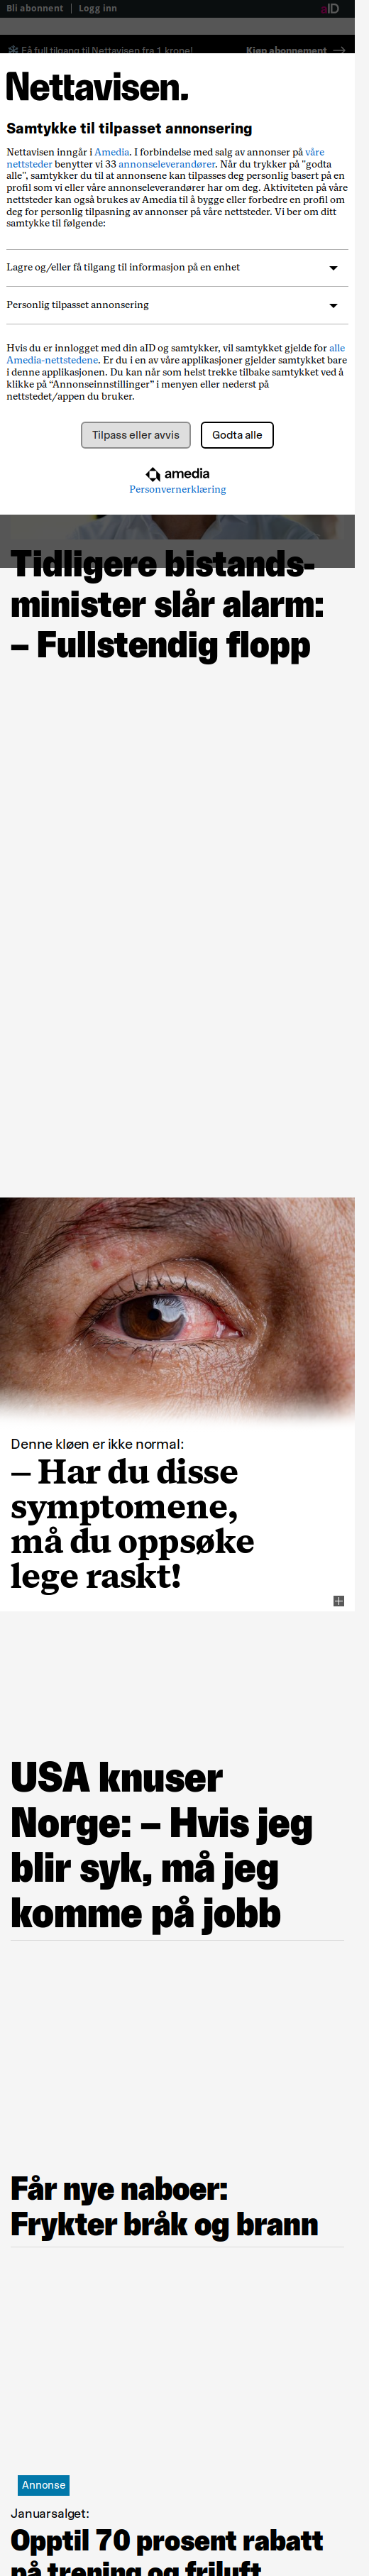 Bli abonnent | Logg inn
aID
Få full tilgang til Nettavisen fra 1 krone!
Kjøp abonnement →
Nettavisen.
Samtykke til tilpasset annonsering
Nettavisen inngår i Amedia. I forbindelse med salg av annonser på våre
nettsteder benytter vi 33 annonseleverandører. Når du trykker på "godta
alle", samtykker du til at annonsene kan tilpasses deg personlig basert på en
profil som vi eller våre annonseleverandører har om deg. Aktiviteten på våre
nettsteder kan også brukes av Amedia til å bygge eller forbedre en profil om
deg for personlig tilpasning av annonser på våre nettsteder. Vi ber om ditt
samtykke til følgende:
Lagre og/eller få tilgang til informasjon på en enhet
Personlig tilpasset annonsering
Hvis du er innlogget med din aID og samtykker, vil samtykket gjelde for alle
Amedia-nettstedene. Er du i en av våre applikasjoner gjelder samtykket bare
i denne applikasjonen. Du kan når som helst trekke tilbake samtykket ved å
klikke på “Annonseinnstillinger” i menyen eller nederst på
nettstedet/appen du bruker.
Tilpass eller avvis
Godta alle
amedia
Personvernerklæring
Tidligere bistands-
minister slår alarm:
– Fullstendig flopp
Denne kløen er ikke normal:
– Har du disse
symptomene,
må du oppsøke
lege raskt!
USA knuser
Norge: – Hvis jeg
blir syk, må jeg
komme på jobb
Får nye naboer:
Frykter bråk og brann
Annonse
Januarsalget:
Opptil 70 prosent rabatt
på trening og friluft